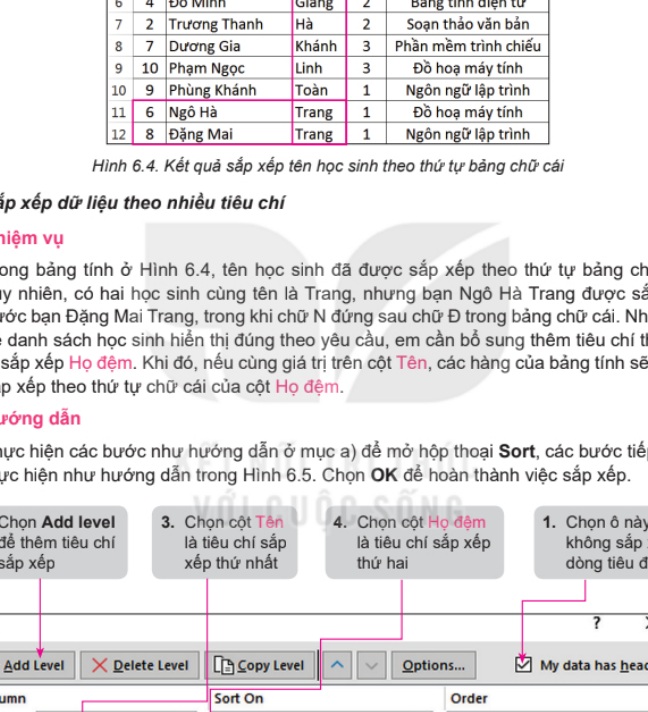 6 4 Đỗ Minh Giang 2 Bảng tính điện tử
7 2 Trương Thanh Hà 2 Soạn thảo văn bản
8 7 Dương Gia Khánh 3 Phần mềm trình chiếu
9 10 Phạm Ngọc Linh 3 Đồ hoạ máy tính
10 9 Phùng Khánh Toàn 1 Ngôn ngữ lập trình
11 6 Ngô Hà Trang 1 Đồ hoạ máy tính
12 8 Đặng Mai Trang 1 Ngôn ngữ lập trình
Hình 6.4. Kết quả sắp xếp tên học sinh theo thứ tự bảng chữ cái
ắp xếp dữ liệu theo nhiều tiêu chí
hiệm vụ
ong bảng tính ở Hình 6.4, tên học sinh đã được sắp xếp theo thứ tự bảng ch
uy nhiên, có hai học sinh cùng tên là Trang, nhưng bạn Ngô Hà Trang được sắ
ước bạn Đặng Mai Trang, trong khi chữ N đứng sau chữ Đ trong bảng chữ cái. Nh
ẻ danh sách học sinh hiển thị đúng theo yêu cầu, em cần bổ sung thêm tiêu chí t
sắp xếp Họ đệm. Khi đó, nếu cùng giá trị trên cột Tên, các hàng của bảng tính sẽ
ắp xếp theo thứ tự chữ cái của cột Họ đệm.
ướng dẫn
hực hiện các bước như hướng dẫn ở mục a) để mở hộp thoại Sort, các bước tiếp
ực hiện như hướng dẫn trong Hình 6.5. Chọn OK để hoàn thành việc sắp xếp.
KẾT NỐI TRI THỨC
VỚI CUỘC SỐNG
Chọn Add level
để thêm tiêu chí
sắp xếp
3. Chọn cột Tên
là tiêu chí sắp
xếp thứ nhất
4. Chọn cột Họ đệm
là tiêu chí sắp xếp
thứ hai
1. Chọn ô này
không sắp
dòng tiêu đ
?
Add Level Delete Level Copy Level Options... My data has head
umn Sort On Order